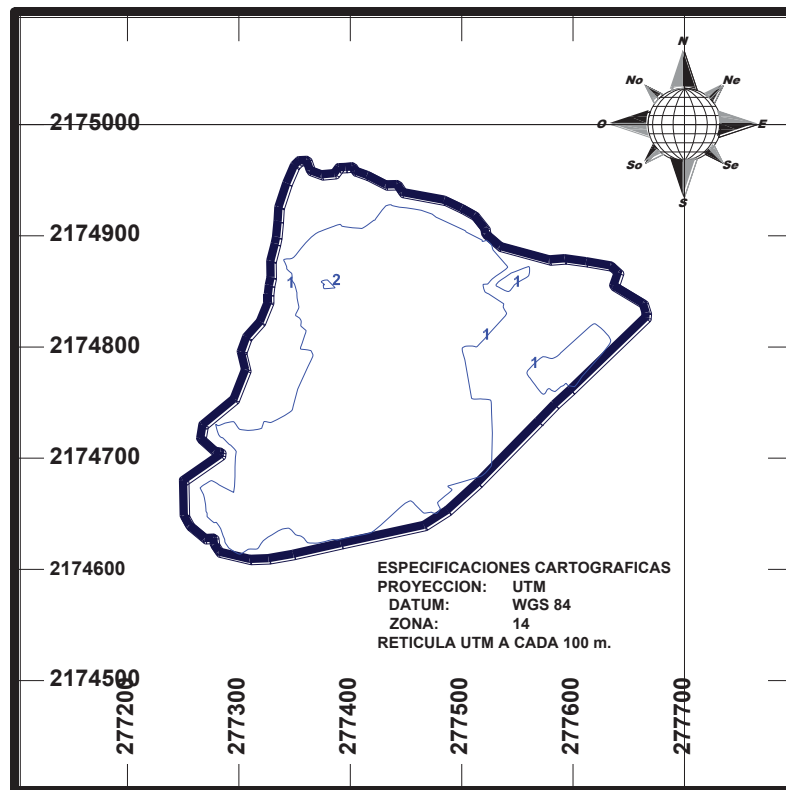 N
No
Ne
O
E
So
Se
S
2175000
2174900
2174800
2174700
2174600
2174500
1
2
1
1
1
ESPECIFICACIONES CARTOGRAFICAS
PROYECCION: UTM
DATUM: WGS 84
ZONA: 14
RETICULA UTM A CADA 100 m.
277200
277300
277400
277500
277600
277700